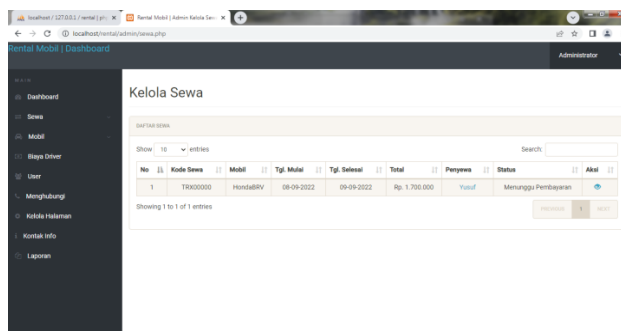 localhost / 127.0.0.1 / rental | ph
Rental Mobil | Admin Kelola Sew
localhost/rental/admin/sewa.php
Rental Mobil | Dashboard
Administrator
MAIN
Dashboard
Sewa
Mobil
Biaya Driver
User
Menghubungi
Kelola Halaman
Kontak Info
Laporan
Kelola Sewa
DAFTAR SEWA
Show 10 entries
Search:
No Kode Sewa Mobil Tgl. Mulai Tgl. Selesai Total Penyewa Status Aksi
1 TRX00000 HondaBRV 08-09-2022 09-09-2022 Rp. 1.700.000 Yusuf Menunggu Pembayaran
Showing 1 to 1 of 1 entries
PREVIOUS 1 NEXT